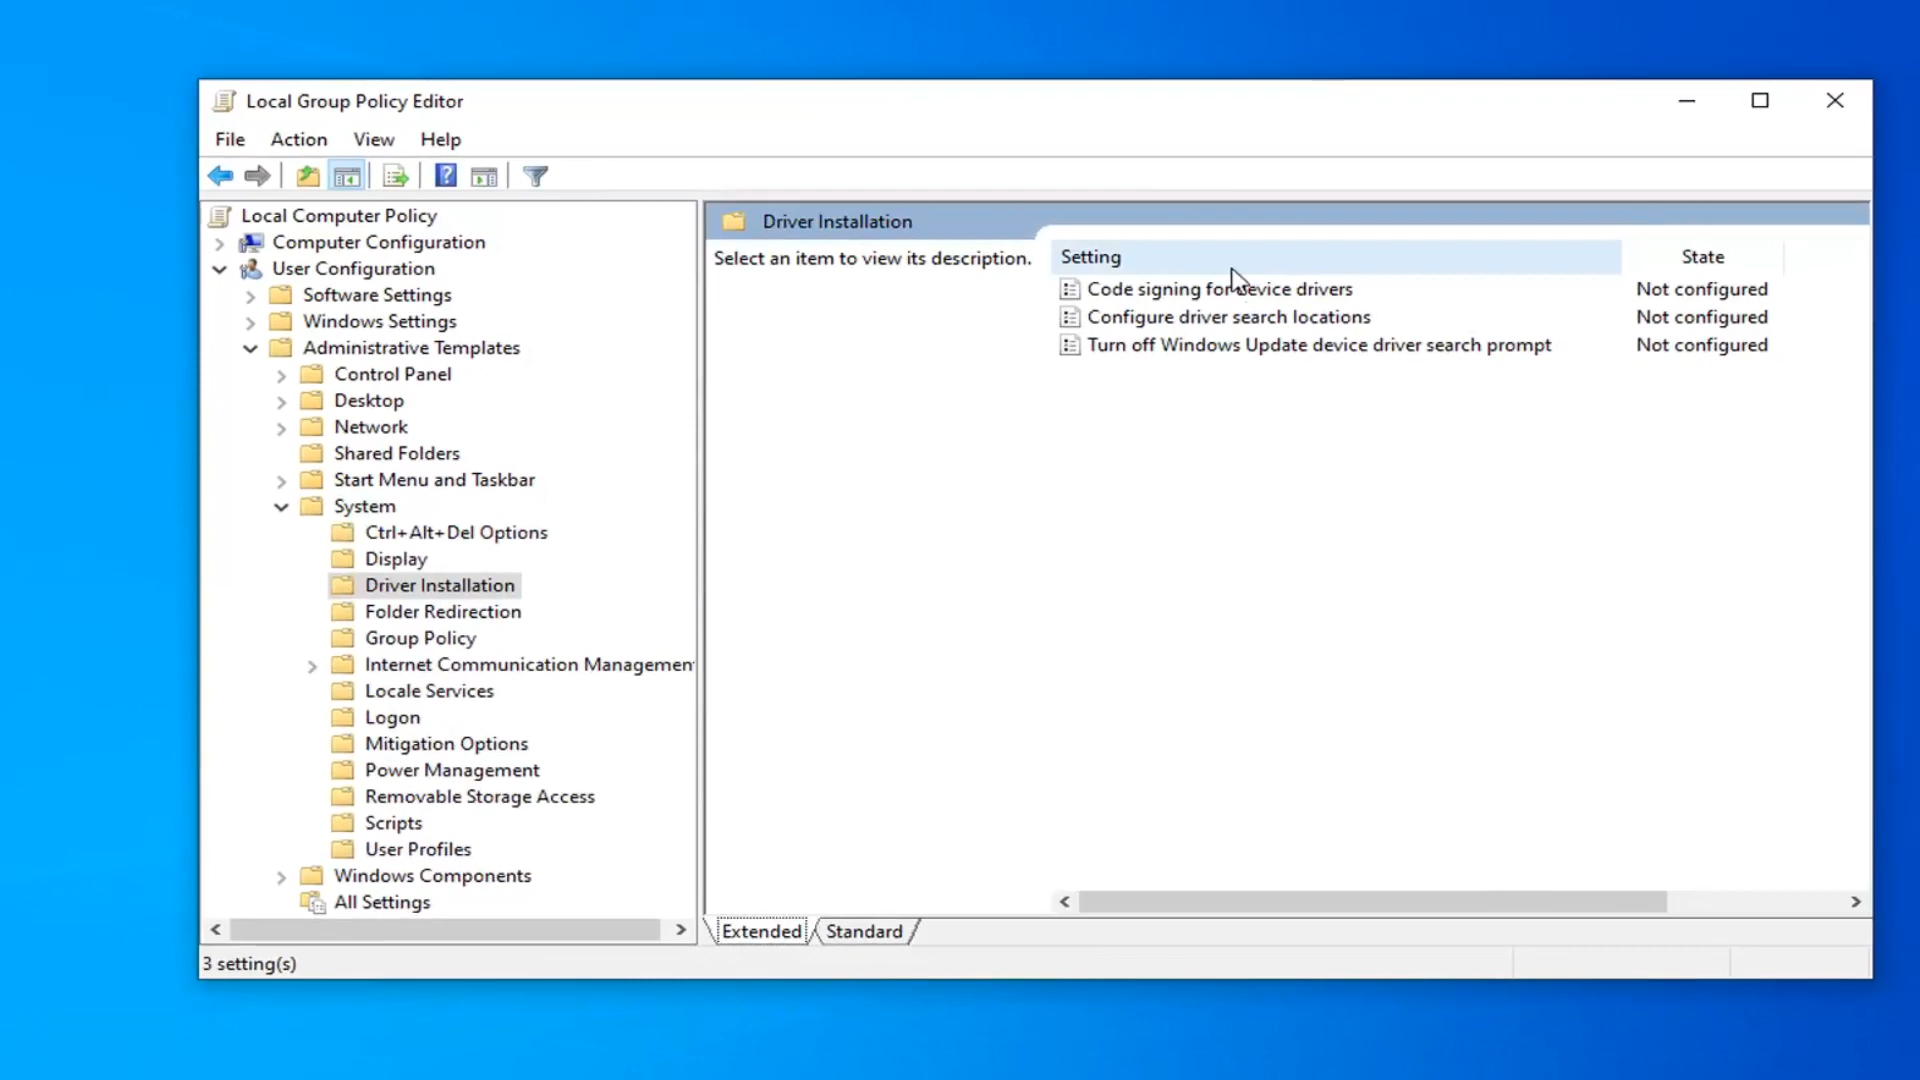 Local Group Policy Editor
File Action View Help
Local Computer Policy
Computer Configuration
User Configuration
Software Settings
Windows Settings
Administrative Templates
Control Panel
Desktop
Network
Shared Folders
Start Menu and Taskbar
System
Ctrl+Alt+Del Options
Display
Driver Installation
Folder Redirection
Group Policy
Internet Communication Managemen
Locale Services
Logon
Mitigation Options
Power Management
Removable Storage Access
Scripts
User Profiles
Windows Components
All Settings
Driver Installation
Select an item to view its description.
Setting State
Code signing for device drivers Not configured
Configure driver search locations Not configured
Turn off Windows Update device driver search prompt Not configured
Extended Standard
3 setting(s)